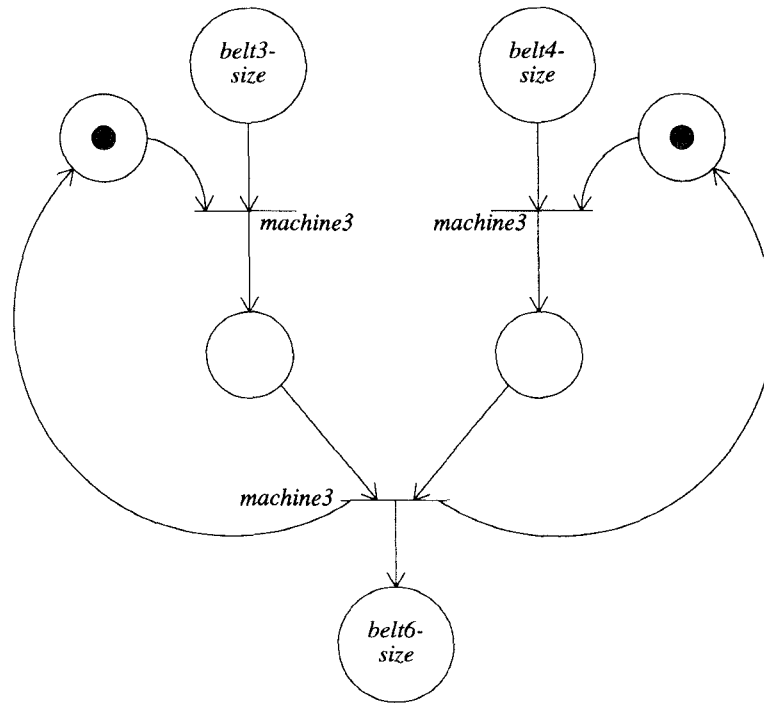 belt3-
size
belt4-
size
machine3
machine3
machine3
belt6-
size